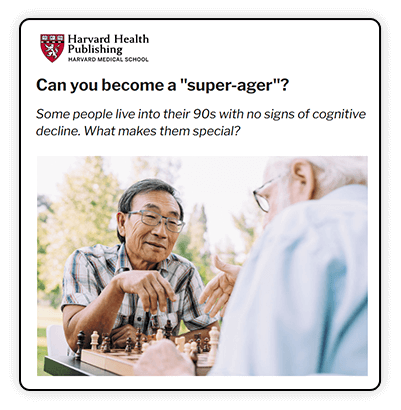 Harvard Health
Publishing
HARVARD MEDICAL SCHOOL
Can you become a "super-ager"?
Some people live into their 90s with no signs of cognitive
decline. What makes them special?